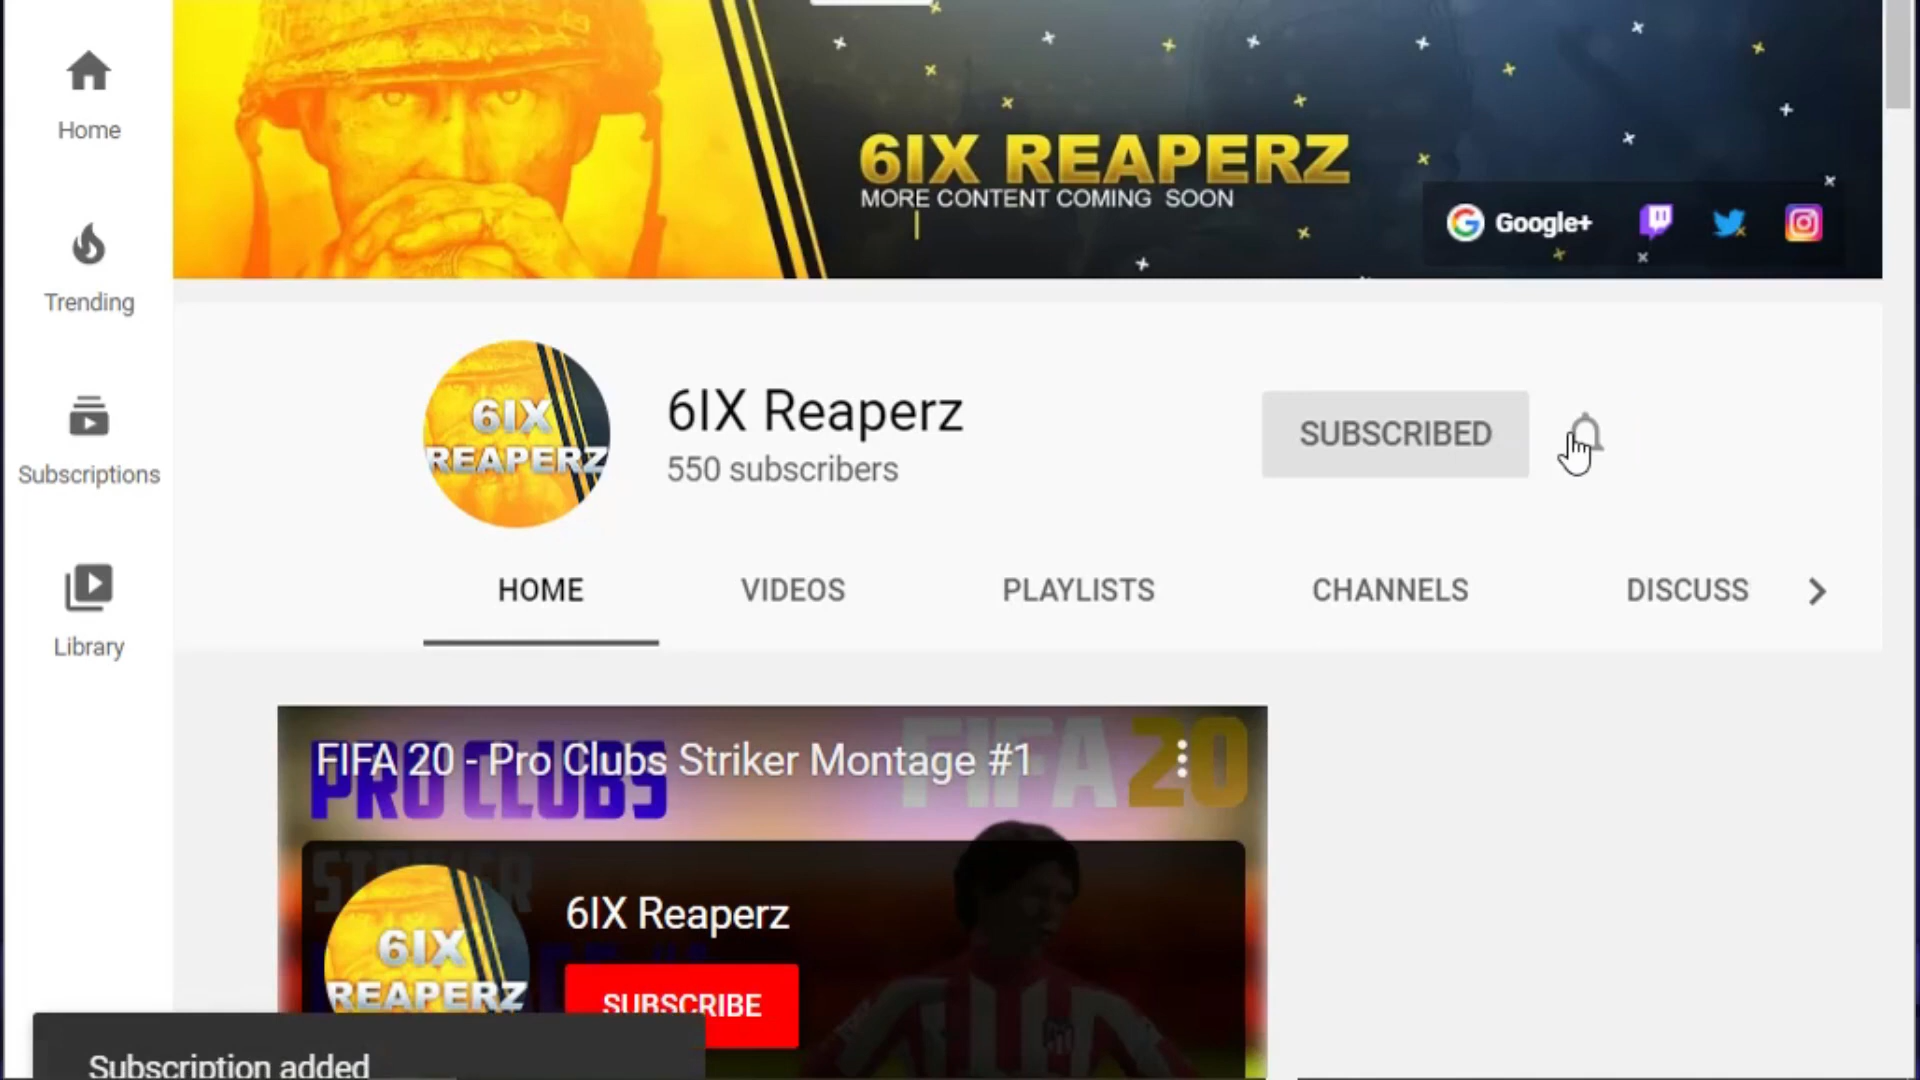 Home
Trending
Subscriptions
Library
6IX REAPERZ
MORE CONTENT COMING SOON
Google+
6IX
REAPERZ
6IX Reaperz
550 subscribers
SUBSCRIBED
HOME
VIDEOS
PLAYLISTS
CHANNELS
DISCUSS
FIFA 20 - Pro Clubs Striker Montage #1
PRO CLUBS
FIFA 20
STRIKER
6IX
REAPERZ
6IX Reaperz
SUBSCRIBE
Subscription added